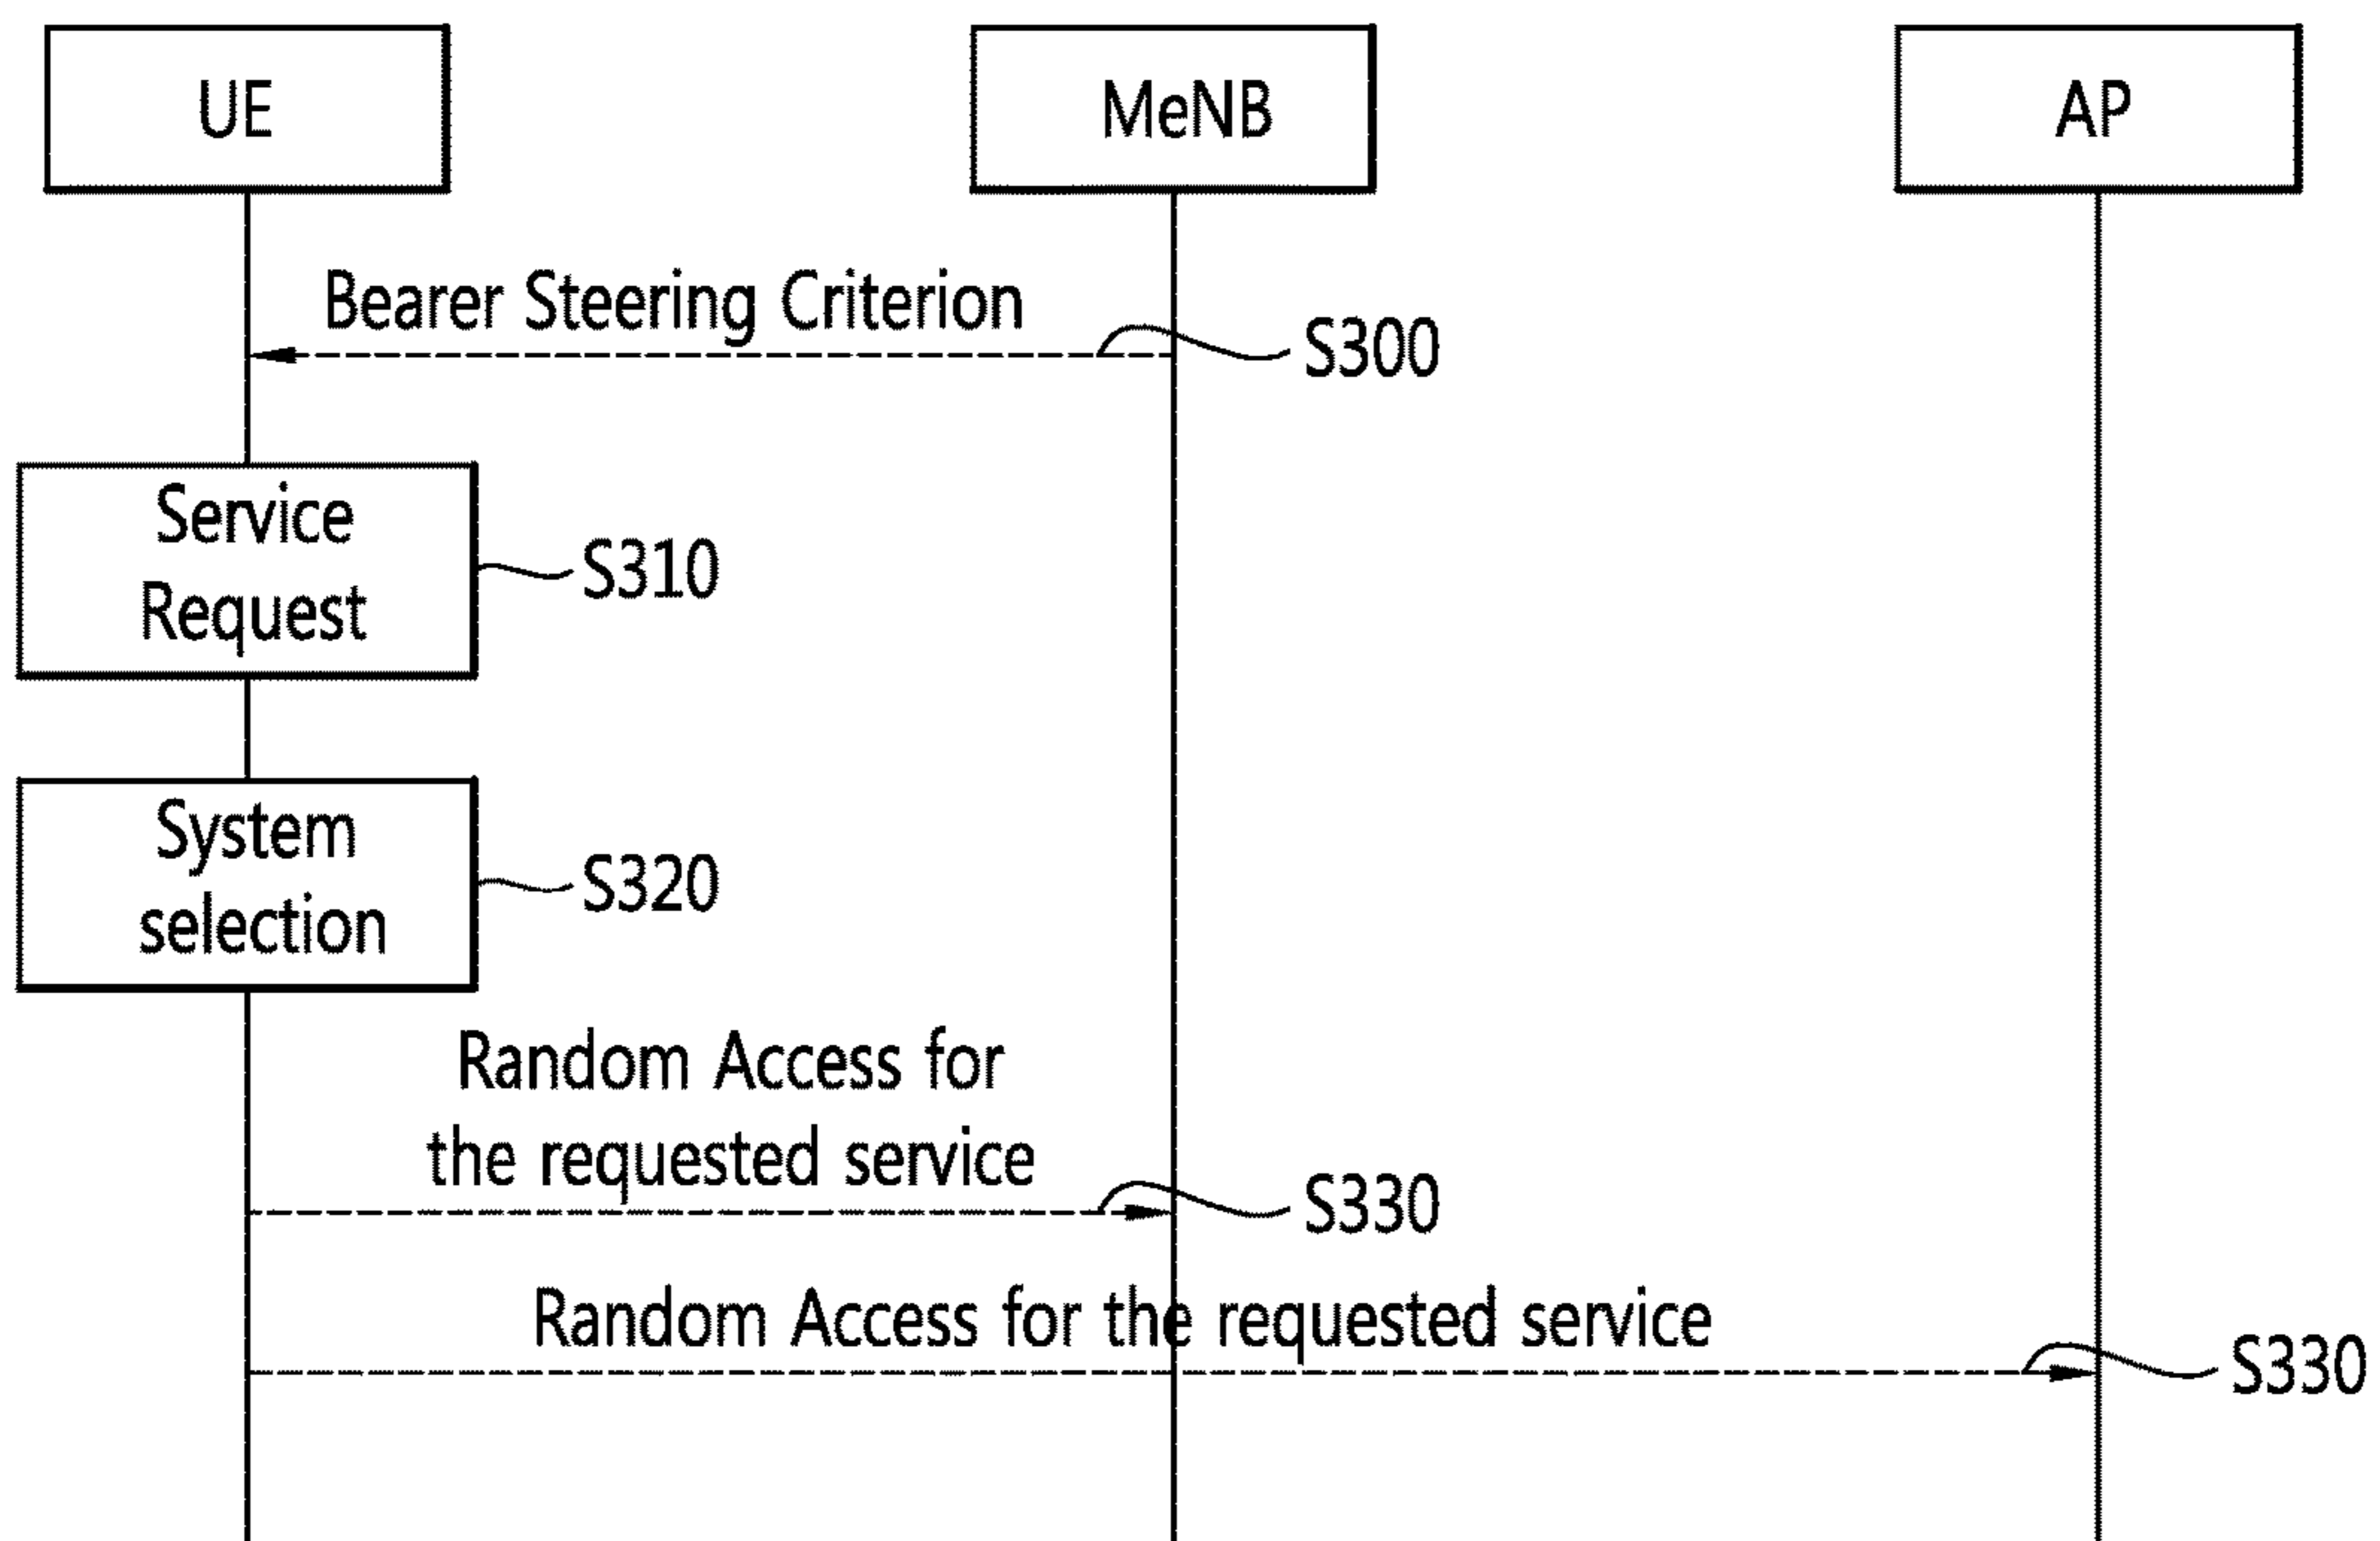 UE
MeNB
AP
Bearer Steering Criterion
S300
Service
Request
S310
System
selection
S320
Random Access for
the requested service
S330
Random Access for the requested service
S330